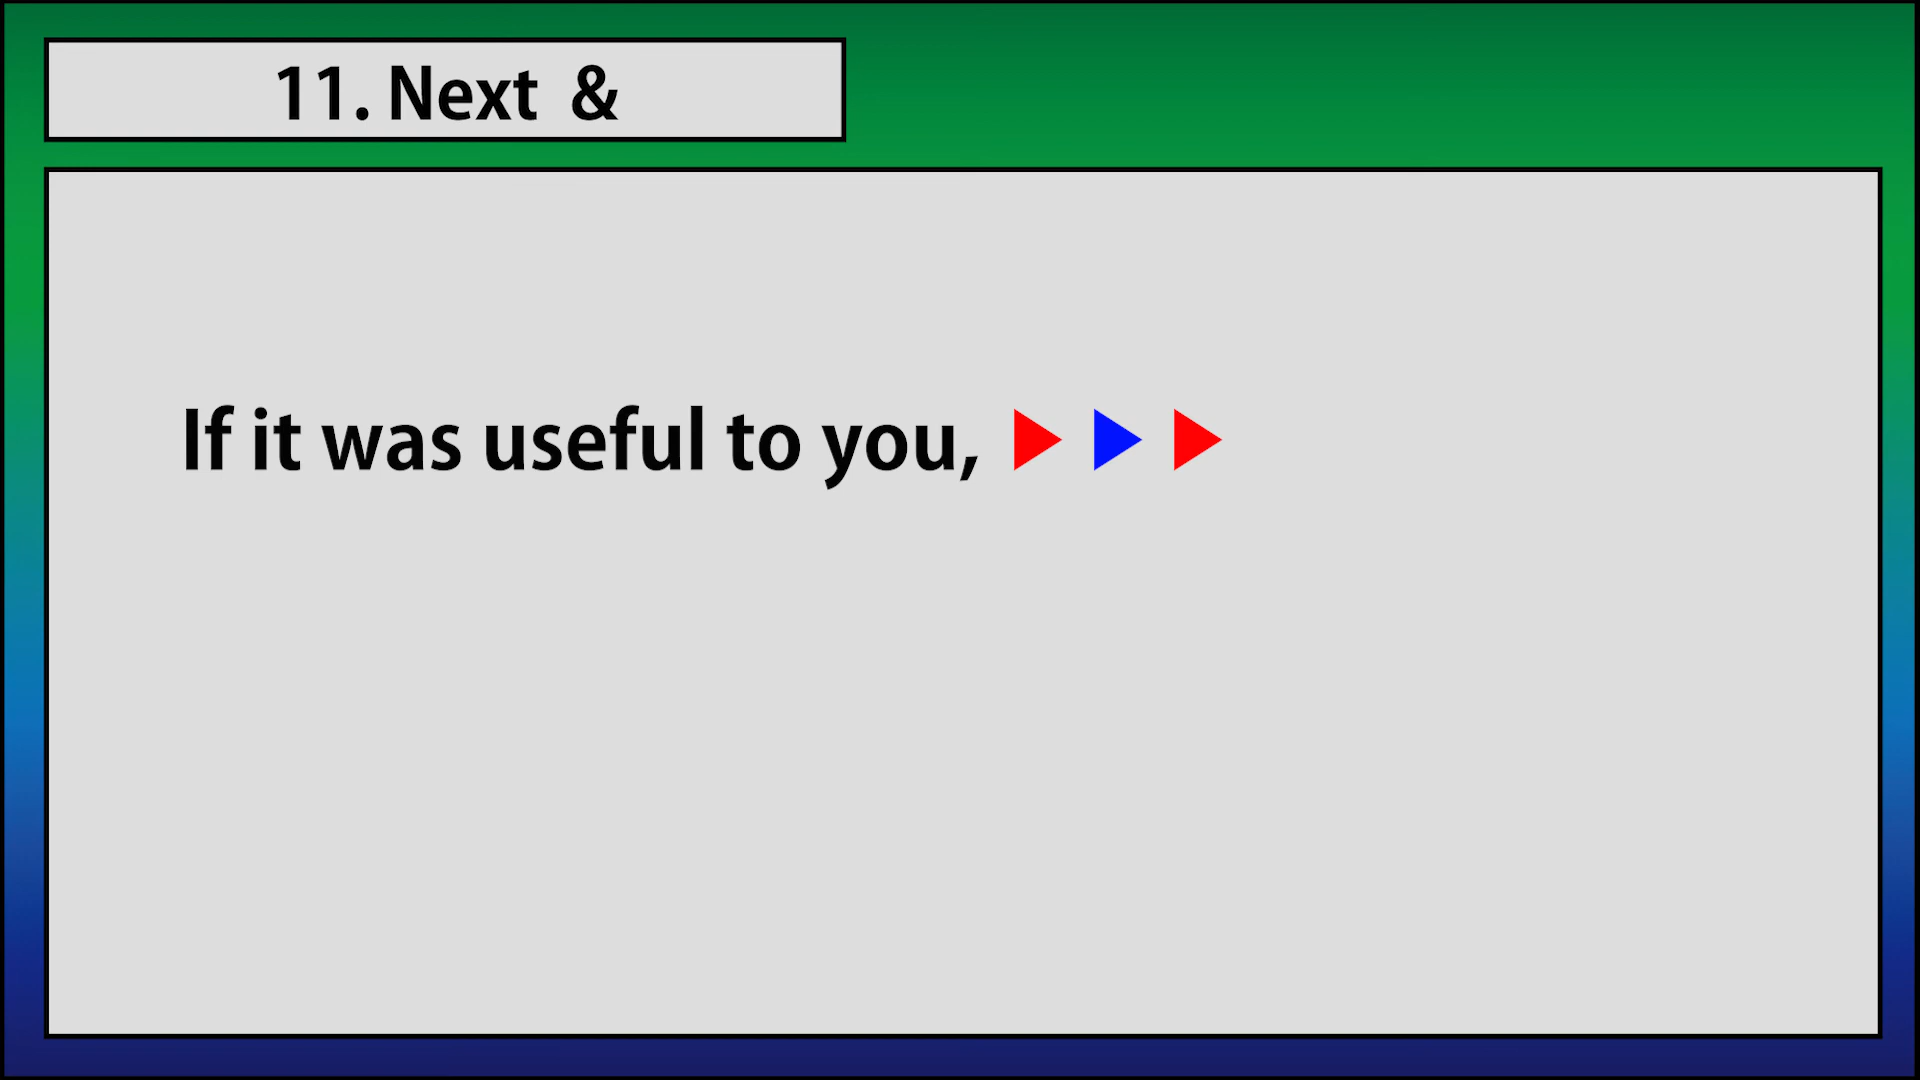 11. Next &
If it was useful to you, ▶ ▶ ▶